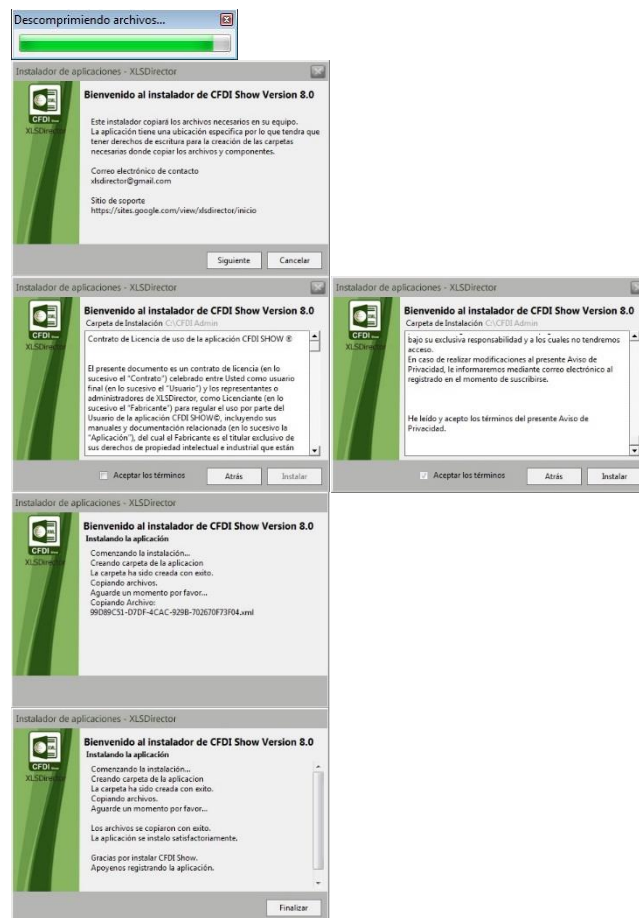 Descomprimiendo archivos...
Instalador de aplicaciones - XLSDirector
CFDI Show
XLSDirector
Bienvenido al instalador de CFDI Show Version 8.0
Este instalador copiará los archivos necesarios en su equipo.
La aplicación tiene una ubicación especifica por lo que tendra que
tener derechos de escritura para la creación de las carpetas
necesarias donde copiar los archivos y componentes.
Correo electrónico de contacto
xlsdirector@gmail.com
Sitio de soporte
https://sites.google.com/view/xlsdirector/inicio
Siguiente
Cancelar
Instalador de aplicaciones - XLSDirector
CFDI Show
XLSDirector
Bienvenido al instalador de CFDI Show Version 8.0
Carpeta de Instalación C:\CFDI Admin
Contrato de Licencia de uso de la aplicación CFDI SHOW ®
El presente documento es un contrato de licencia (en lo
sucesivo el "Contrato") celebrado entre Usted como usuario
final (en lo sucesivo el "Usuario") y los representantes o
administradores de XLSDirector, como Licenciante (en lo
sucesivo el "Fabricante") para regular el uso por parte del
Usuario de la aplicación CFDI SHOW®, incluyendo sus
manuales y documentación relacionada (en lo sucesivo la
"Aplicación"), del cual el Fabricante es el titular exclusivo de
sus derechos de propiedad intelectual e industrial que están
Aceptar los términos
Atrás
Instalar
Instalador de aplicaciones - XLSDirector
CFDI Show
XLSDirector
Bienvenido al instalador de CFDI Show Version 8.0
Carpeta de Instalación C:\CFDI Admin
bajo su exclusiva responsabilidad y a los cuales no tendremos
acceso.
En caso de realizar modificaciones al presente Aviso de
Privacidad, le informaremos mediante correo electrónico al
registrado en el momento de suscribirse.
He leído y acepto los términos del presente Aviso de
Privacidad.
Aceptar los términos
Atrás
Instalar
Instalador de aplicaciones - XLSDirector
CFDI Show
XLSDirector
Bienvenido al instalador de CFDI Show Version 8.0
Instalando la aplicación
Comenzando la instalación...
Creando carpeta de la aplicacion
La carpeta ha sido creada con exito.
Copiando archivos.
Aguarde un momento por favor...
Copiando Archivo:
99D89C51-D7DF-4CAC-929B-702670F73F04.xml
Instalador de aplicaciones - XLSDirector
CFDI Show
XLSDirector
Bienvenido al instalador de CFDI Show Version 8.0
Instalando la aplicación
Comenzando la instalación...
Creando carpeta de la aplicacion
La carpeta ha sido creada con exito.
Copiando archivos.
Aguarde un momento por favor...
Los archivos se copiaron con exito.
La aplicación se instalo satisfactoriamente.
Gracias por instalar CFDI Show.
Apoyenos registrando la aplicación.
Finalizar